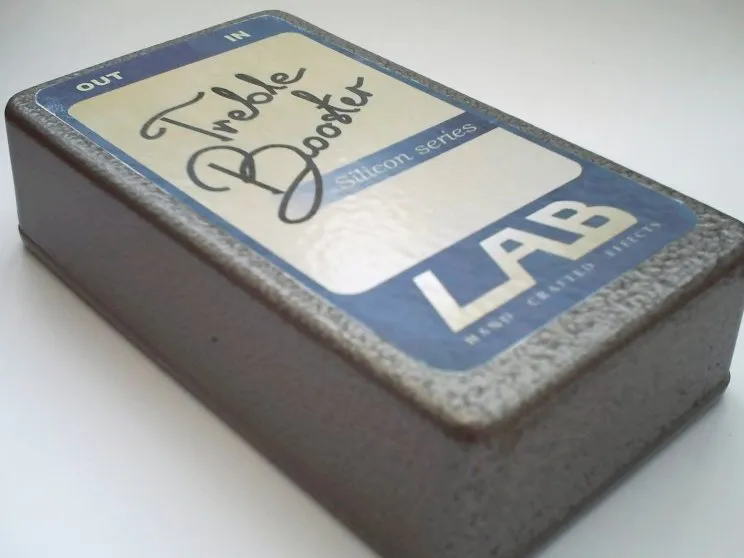 OUT IN
Treble
Booster
Silicon series
LAB
HAND CRAFTED EFFECTS